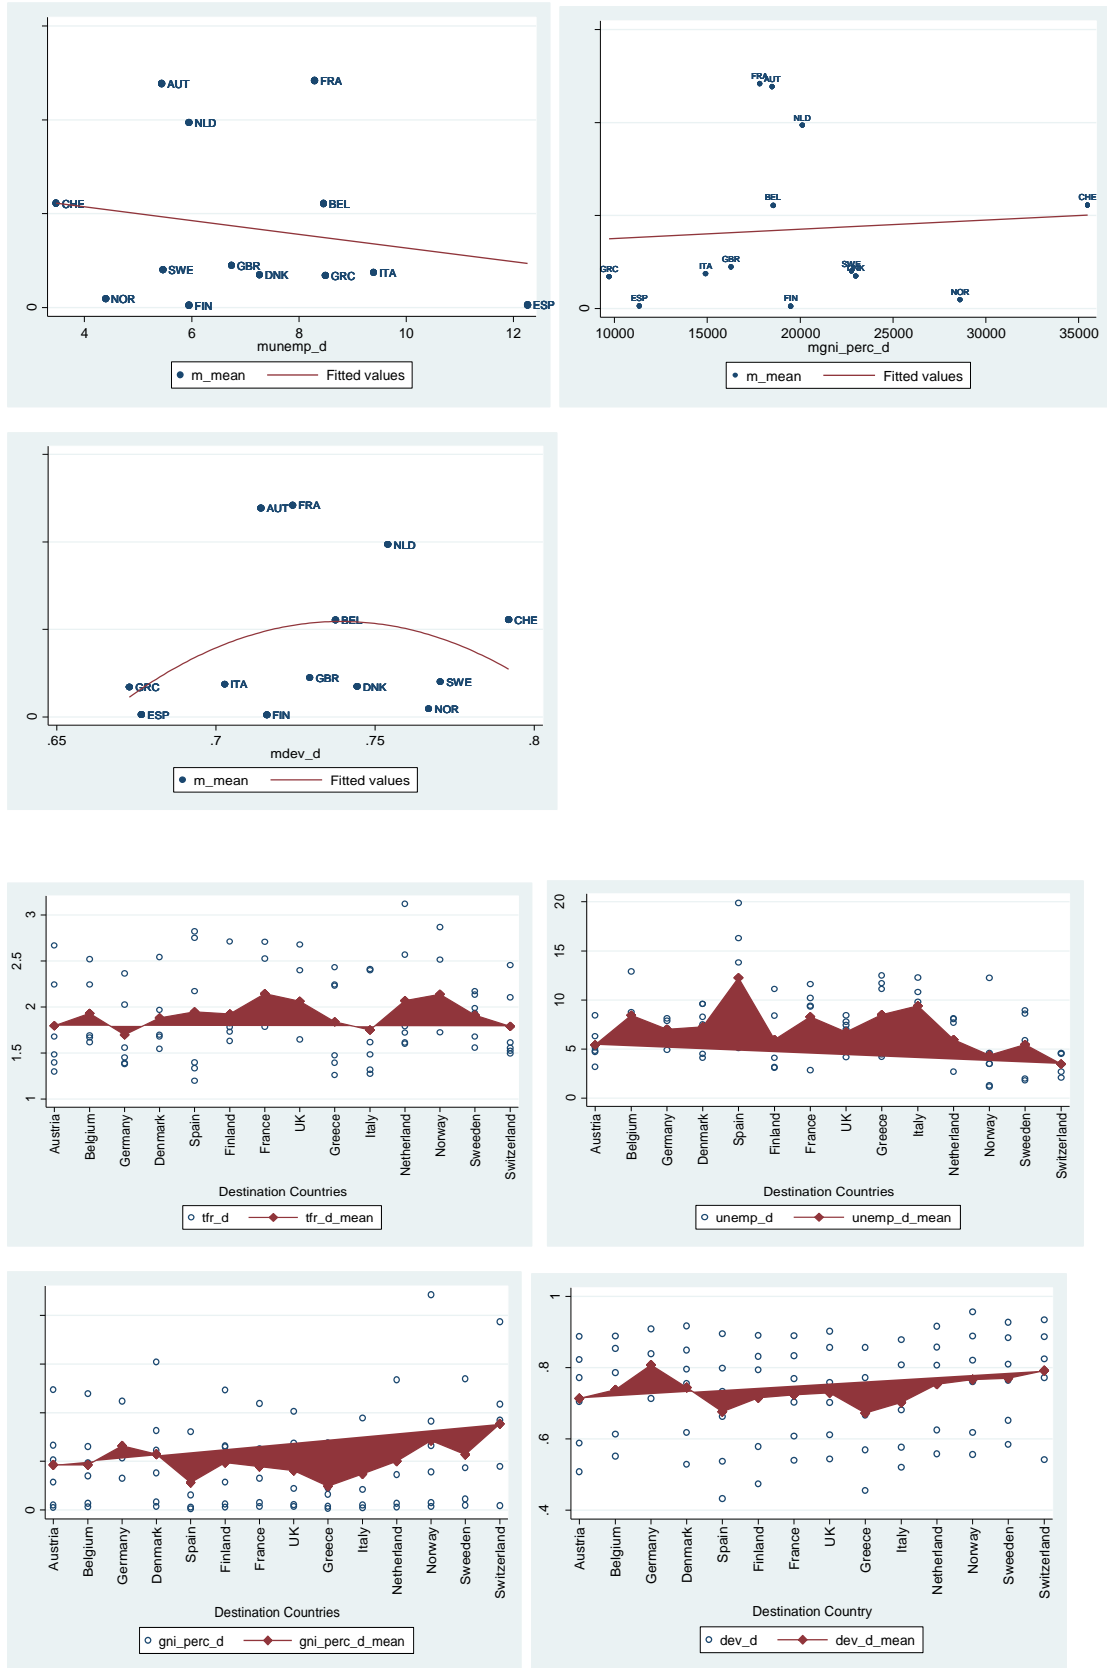 AUT
FRA
NLD
CHE
BEL
SWE
GBR
DNK
GRC
ITA
NOR
FIN
ESP
0
4
6
8
10
12
munemp_d
m_mean
Fitted values
FRA
AUT
NLD
BEL
CHE
GRC
ITA
GBR
SWE
DNK
ESP
FIN
NOR
0
10000
15000
20000
25000
30000
35000
mgni_perc_d
m_mean
Fitted values
AUT
FRA
NLD
BEL
CHE
GRC
ITA
GBR
DNK
SWE
ESP
FIN
NOR
0
.65
.7
.75
.8
mdev_d
m_mean
Fitted values
3
2.5
2
1.5
1
Austria
Belgium
Germany
Denmark
Spain
Finland
France
UK
Greece
Italy
Netherland
Norway
Sweeden
Switzerland
Destination Countries
tfr_d
tfr_d_mean
20
15
10
5
0
Austria
Belgium
Germany
Denmark
Spain
Finland
France
UK
Greece
Italy
Netherland
Norway
Sweeden
Switzerland
Destination Countries
unemp_d
unemp_d_mean
0
Austria
Belgium
Germany
Denmark
Spain
Finland
France
UK
Greece
Italy
Netherland
Norway
Sweeden
Switzerland
Destination Countries
gni_perc_d
gni_perc_d_mean
1
.8
.6
.4
Austria
Belgium
Germany
Denmark
Spain
Finland
France
UK
Greece
Italy
Netherland
Norway
Sweeden
Switzerland
Destination Country
dev_d
dev_d_mean